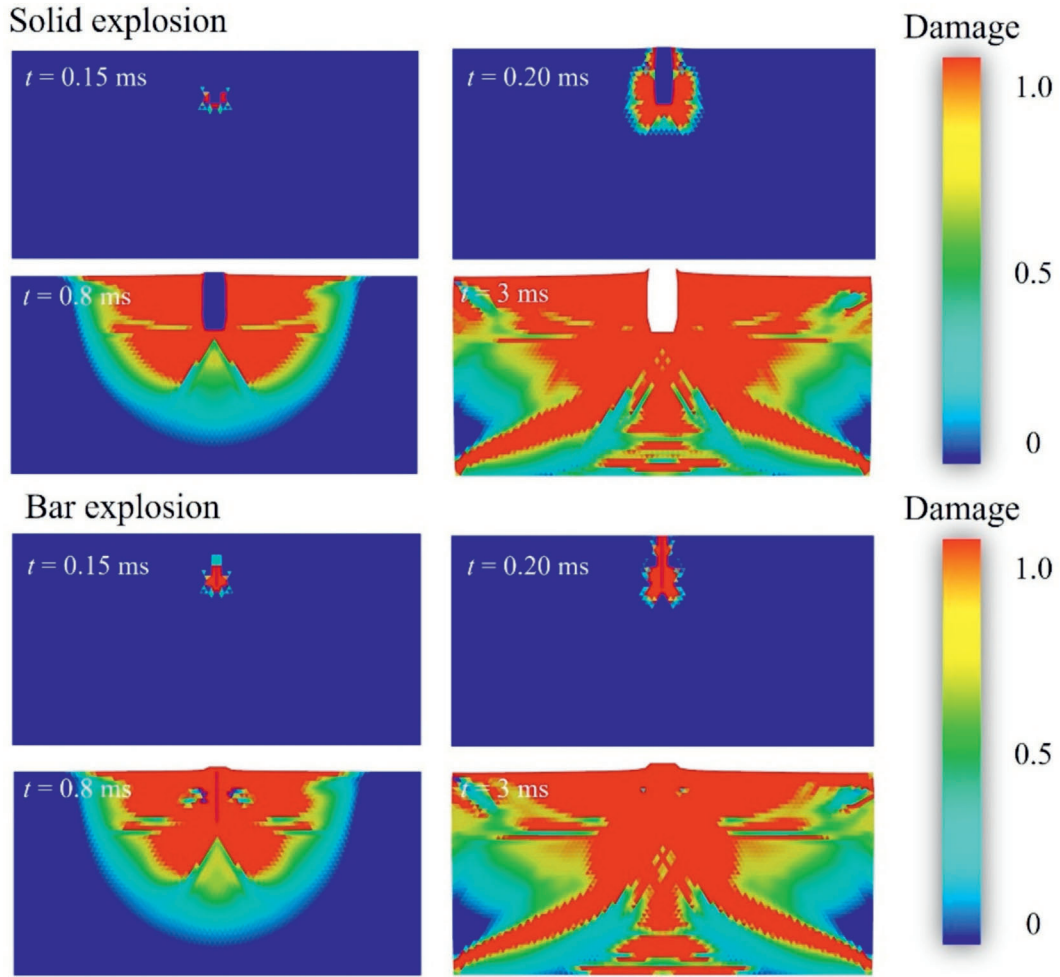 Solid explosion
Damage
t = 0.15 ms
t = 0.20 ms
1.0
t = 0.8 ms
t = 3 ms
0.5
0
Bar explosion
Damage
t = 0.15 ms
t = 0.20 ms
1.0
t = 0.8 ms
t = 3 ms
0.5
0